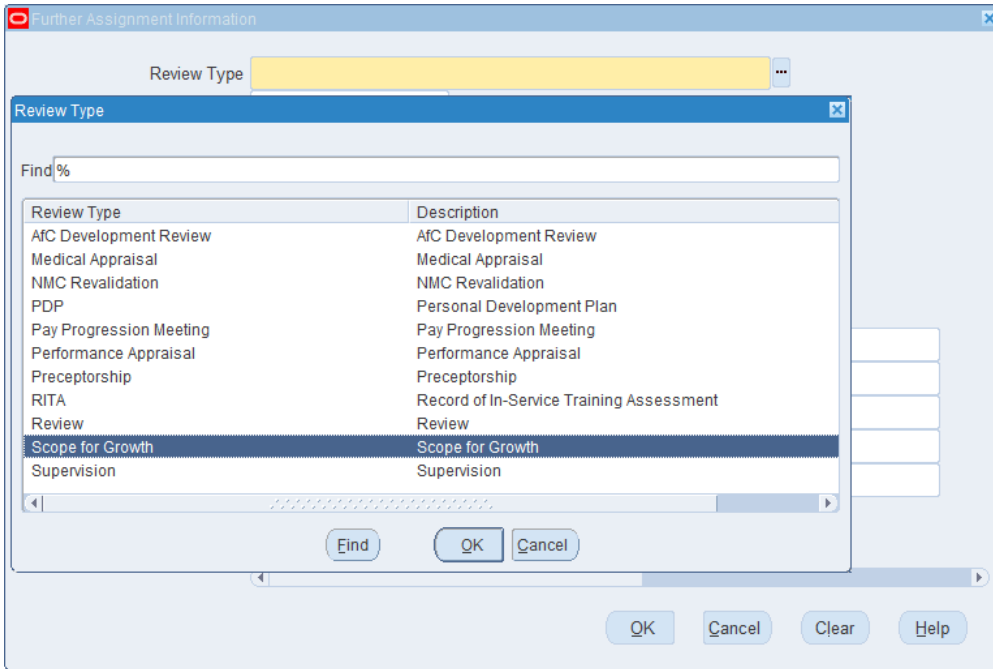 Further Assignment Information
Review Type
Review Type
Find %
Review Type Description
AfC Development Review AfC Development Review
Medical Appraisal Medical Appraisal
NMC Revalidation NMC Revalidation
PDP Personal Development Plan
Pay Progression Meeting Pay Progression Meeting
Performance Appraisal Performance Appraisal
Preceptorship Preceptorship
RITA Record of In-Service Training Assessment
Review Review
Scope for Growth Scope for Growth
Supervision Supervision
Find OK Cancel
OK Cancel Clear Help